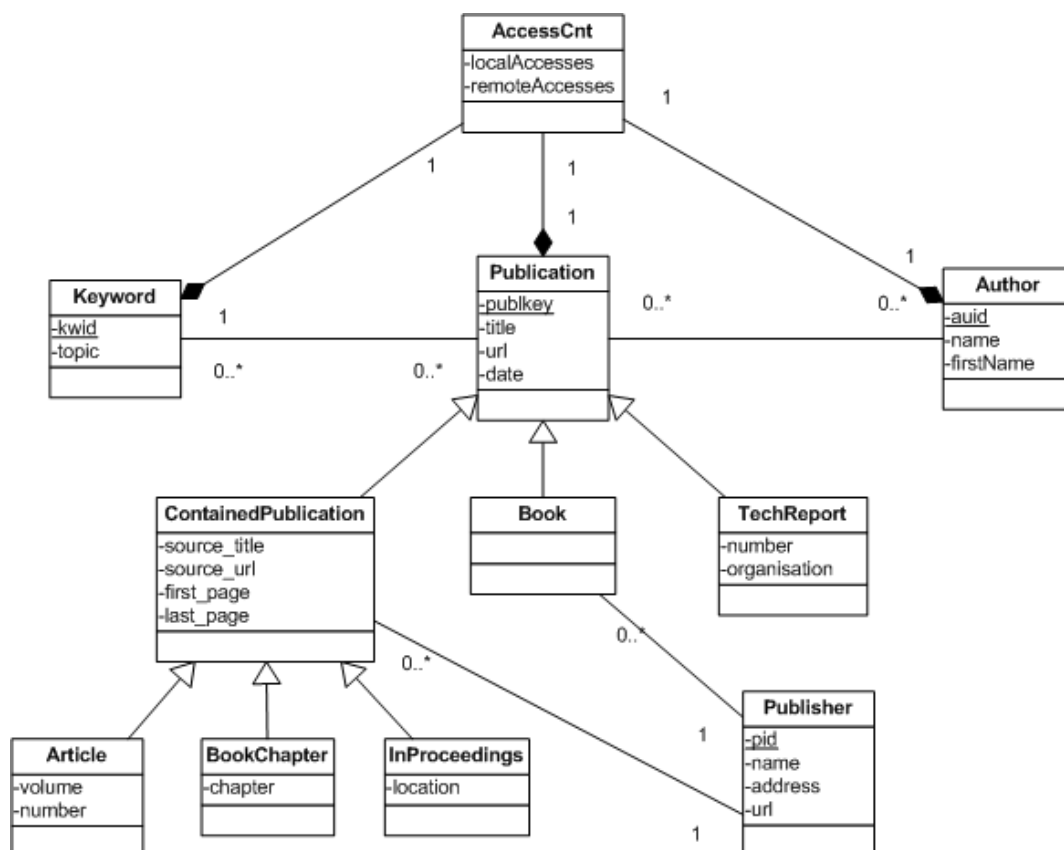 AccessCnt
-localAccesses
-remoteAccesses
1
1
1
1
1
Publication
-publkey
-title
-url
-date
Keyword
-kwid
-topic
1
0..*
0..*
0..*
0..*
Author
-auid
-name
-firstName
ContainedPublication
-source_title
-source_url
-first_page
-last_page
Book
TechReport
-number
-organisation
0..*
0..*
Publisher
-pid
-name
-address
-url
1
1
Article
-volume
-number
BookChapter
-chapter
InProceedings
-location